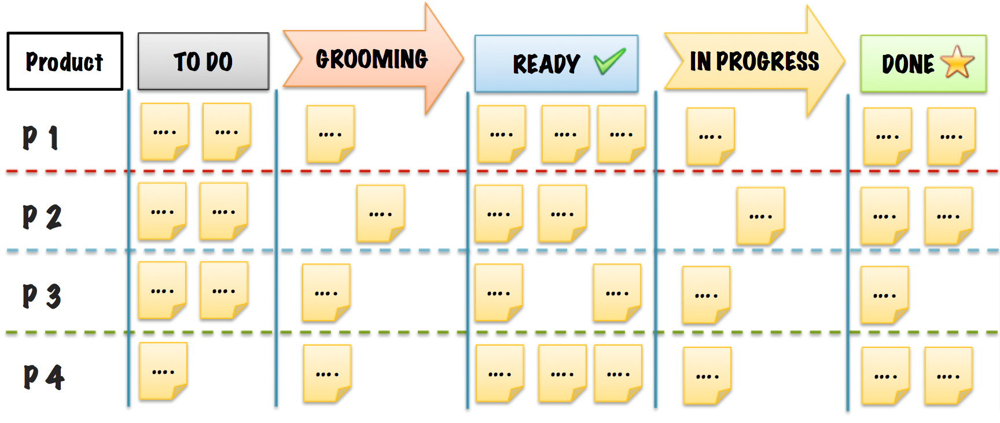 Product TO DO GROOMING READY IN PROGRESS DONE
P 1 .... .... .... .... .... .... .... .... ....
P 2 .... .... .... .... .... .... .... ....
P 3 .... .... .... .... .... .... ....
P 4 .... .... .... .... .... .... .... ....